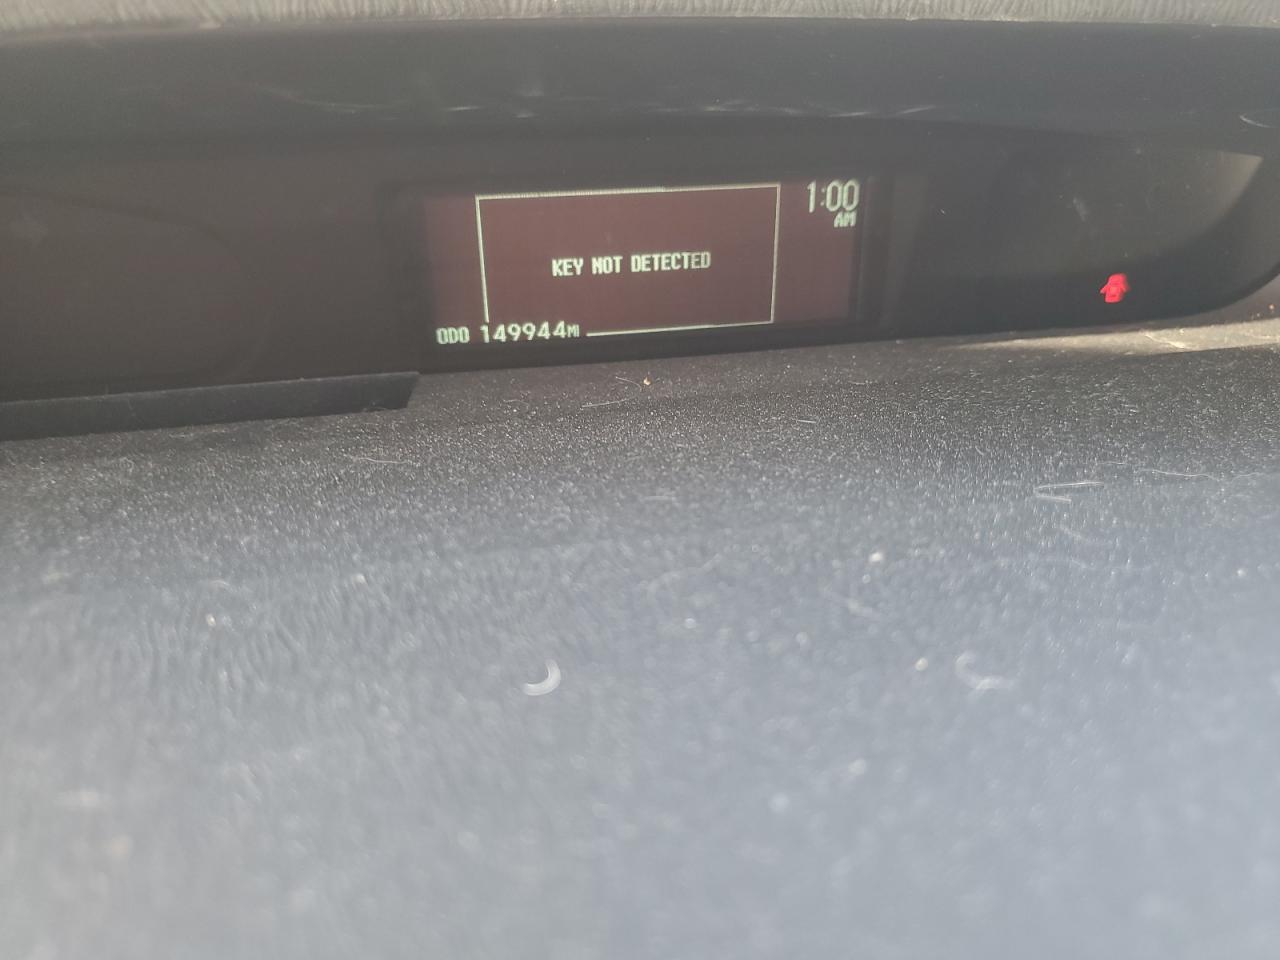 1:00
AM
KEY NOT DETECTED
ODO 149944MI